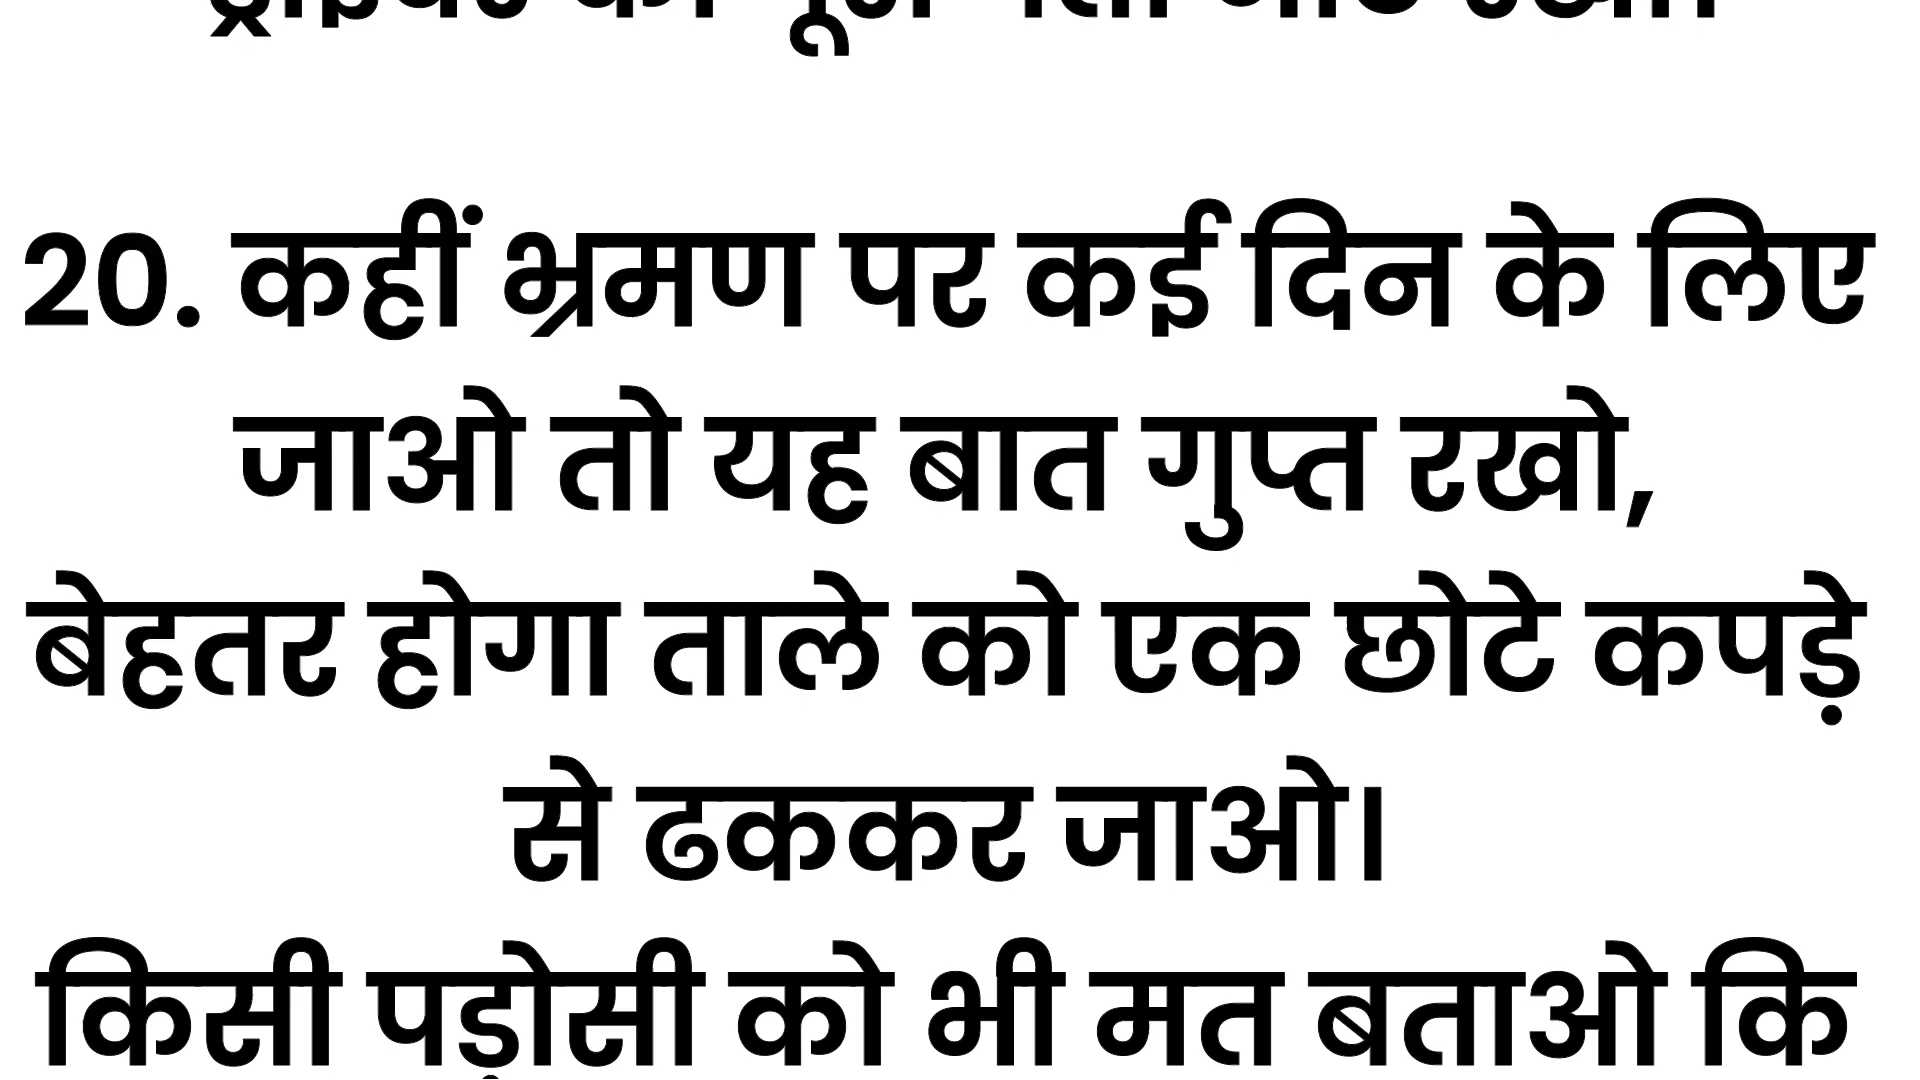 20. कहीं भ्रमण पर कई दिन के लिए
जाओ तो यह बात गुप्त रखो,
बेहतर होगा ताले को एक छोटे कपड़े
से ढककर जाओ।
किसी पड़ोसी को भी मत बताओ कि